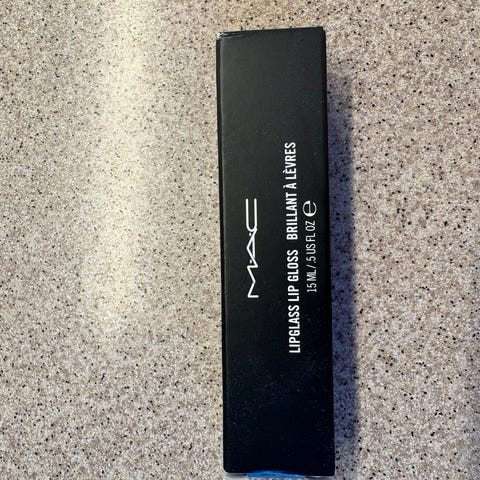 M·A·C
LIPGLASS LIP GLOSS BRILLANT À LÈVRES
15 ML / .5 US FL OZ ℮